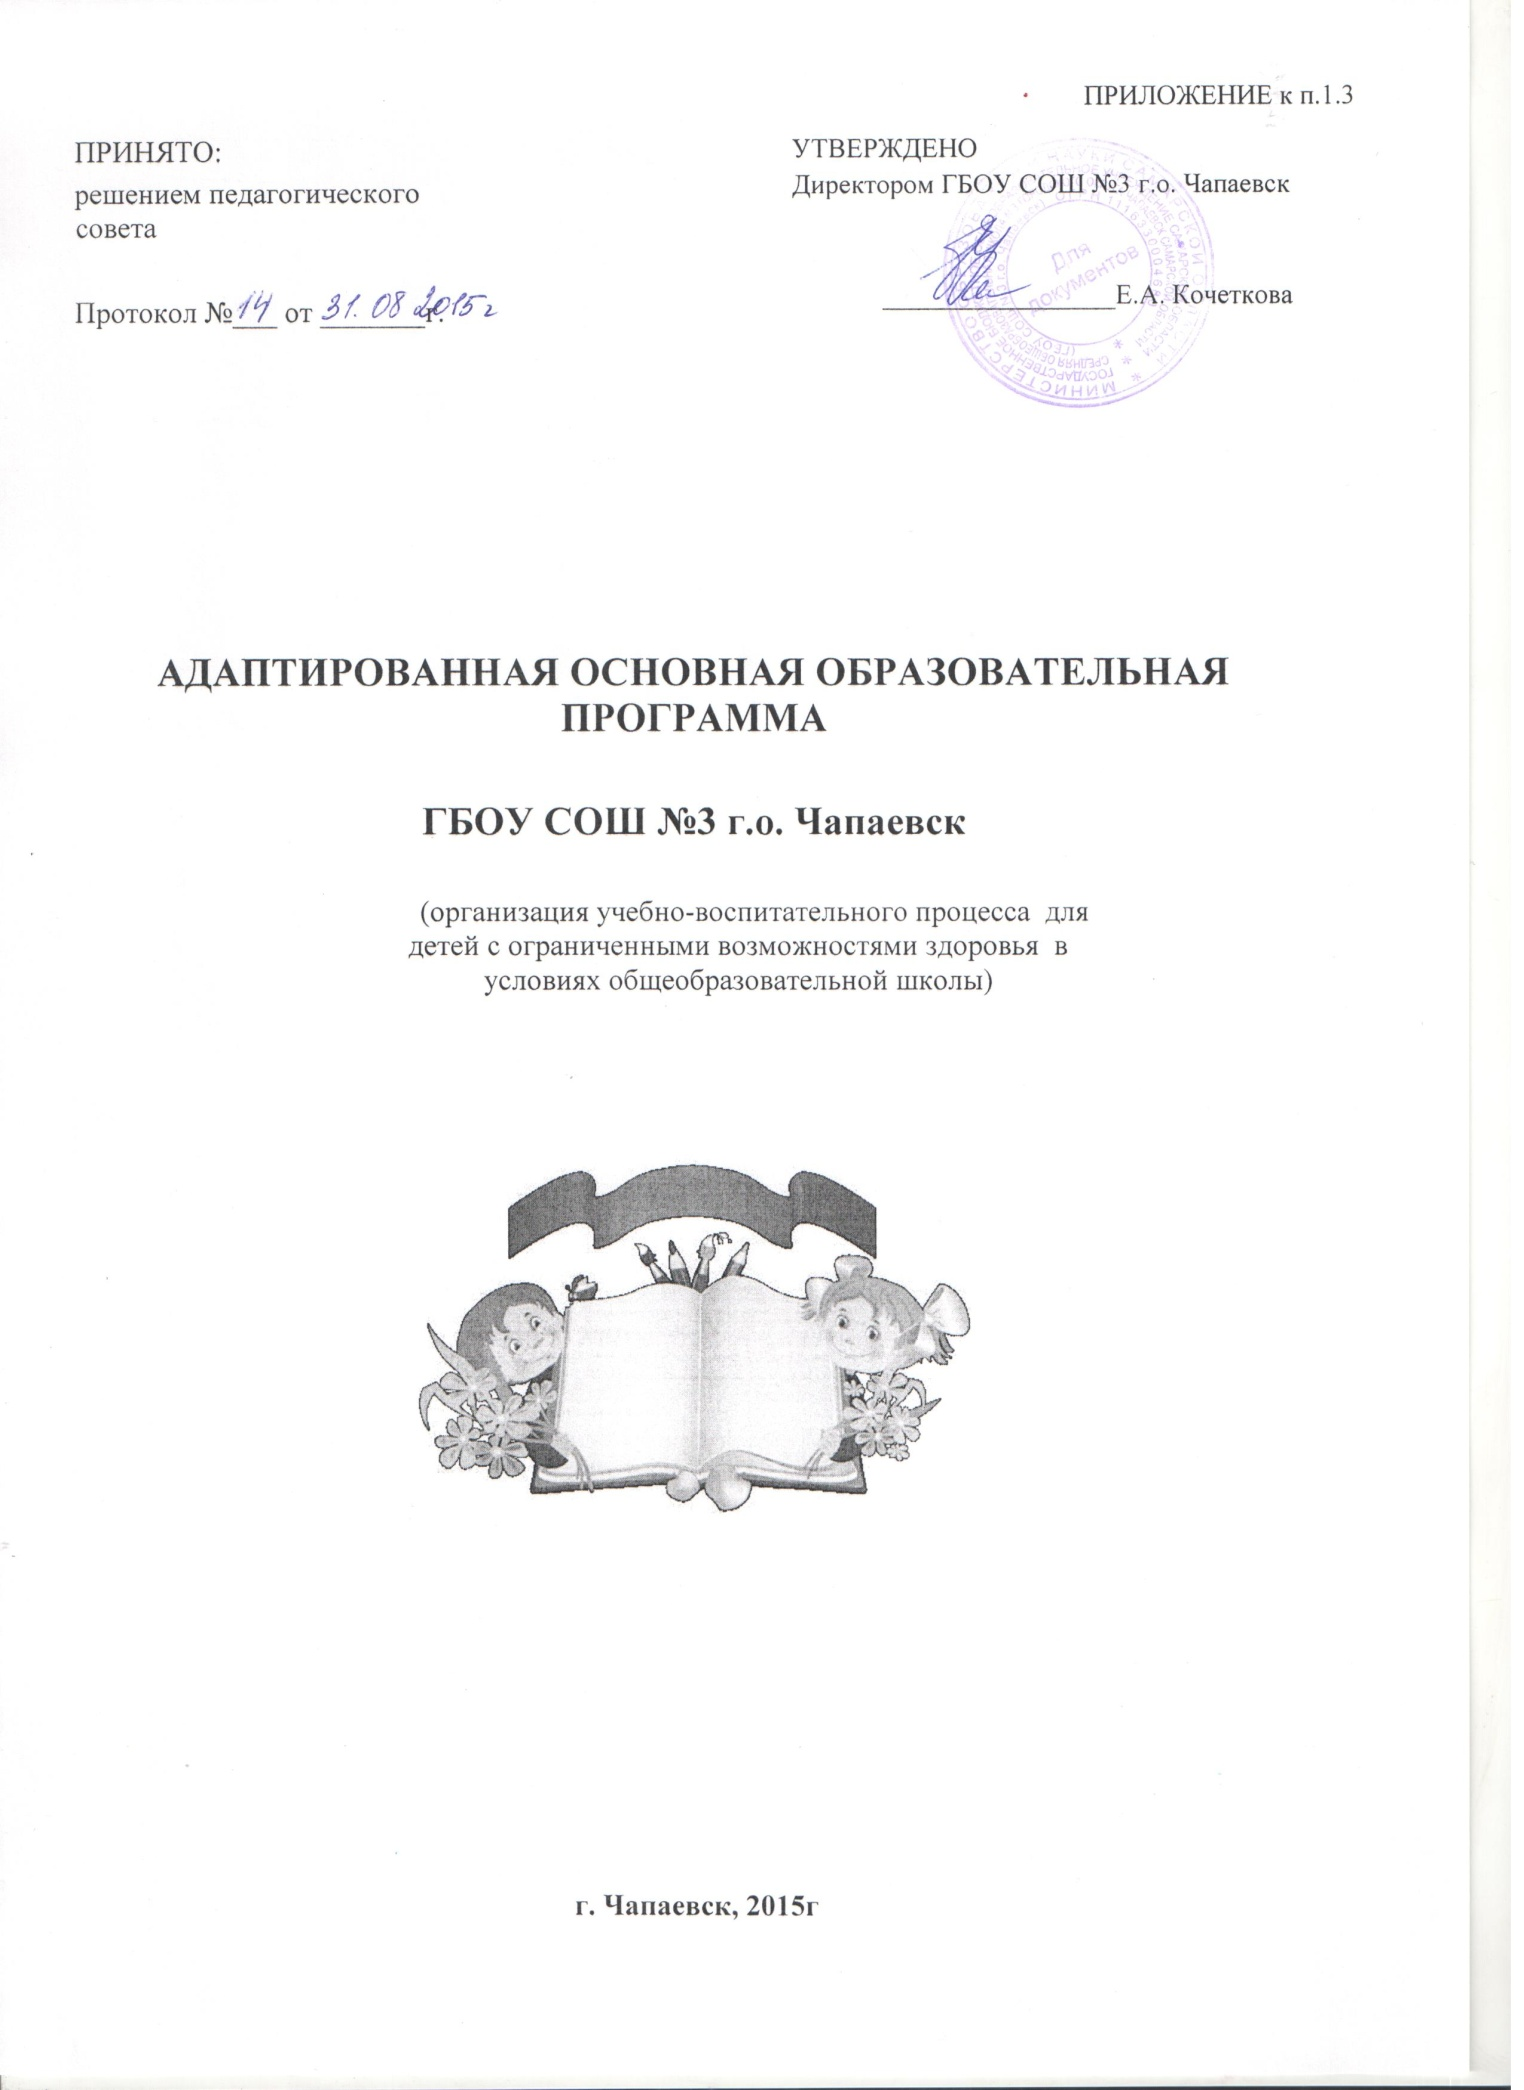 ПРИЛОЖЕНИЕ к п.1.3
ПРИНЯТО:
решением педагогического
совета
Протокол №14 от 31.08 2015г г.
УТВЕРЖДЕНО
Директором ГБОУ СОШ №3 г.о. Чапаевск
Е.А. Кочеткова
Для
документов
АДАПТИРОВАННАЯ ОСНОВНАЯ ОБРАЗОВАТЕЛЬНАЯ
ПРОГРАММА
ГБОУ СОШ №3 г.о. Чапаевск
(организация учебно-воспитательного процесса для
детей с ограниченными возможностями здоровья в
условиях общеобразовательной школы)
г. Чапаевск, 2015г